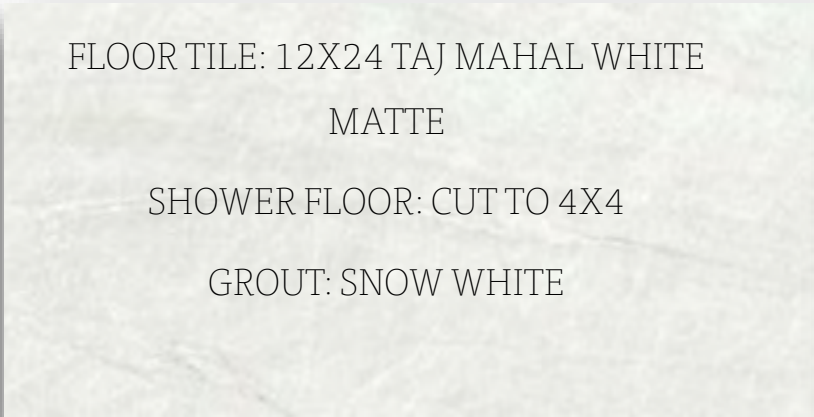 FLOOR TILE: 12X24 TAJ MAHAL WHITE
MATTE
SHOWER FLOOR: CUT TO 4X4
GROUT: SNOW WHITE